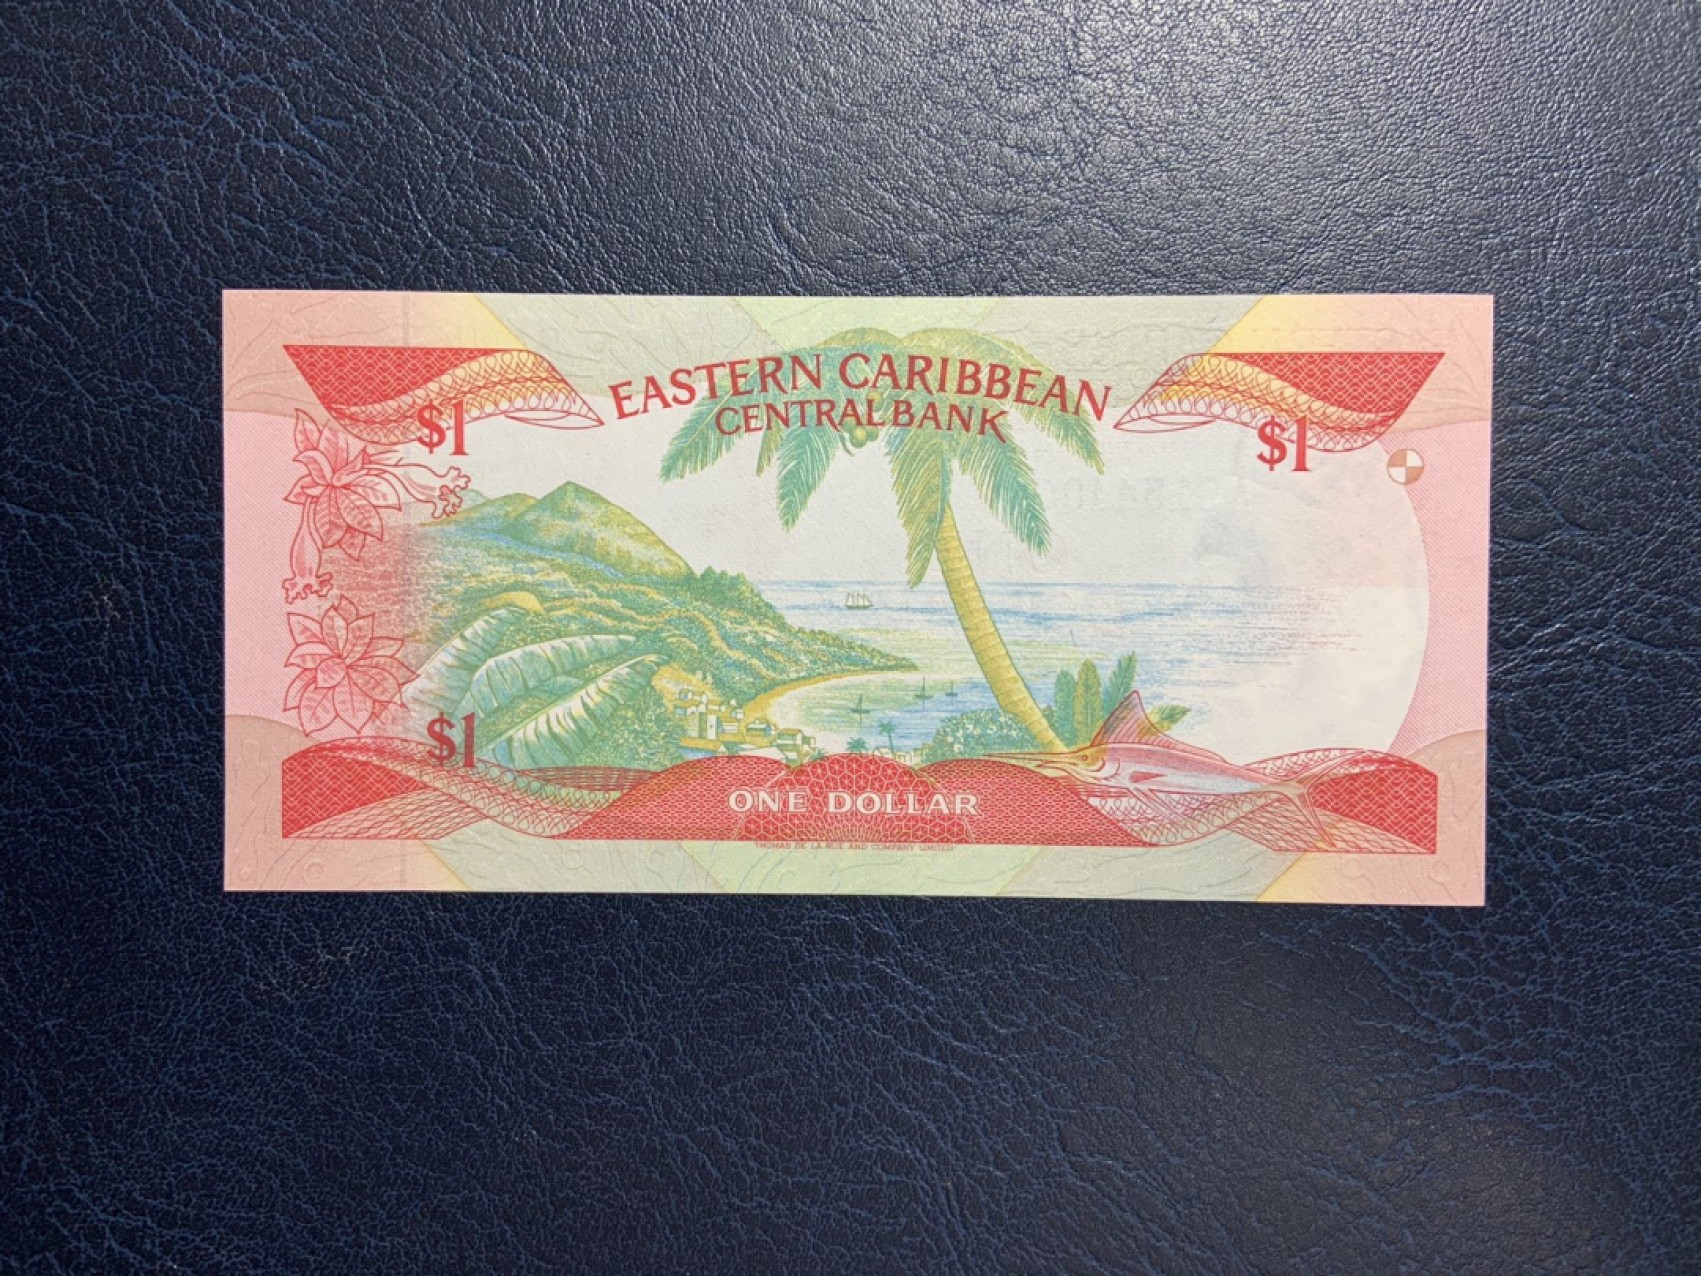 EASTERN CARIBBEAN
CENTRAL BANK
$1
$1
$1
ONE DOLLAR
THOMAS DE LA RUE AND COMPANY LIMITED